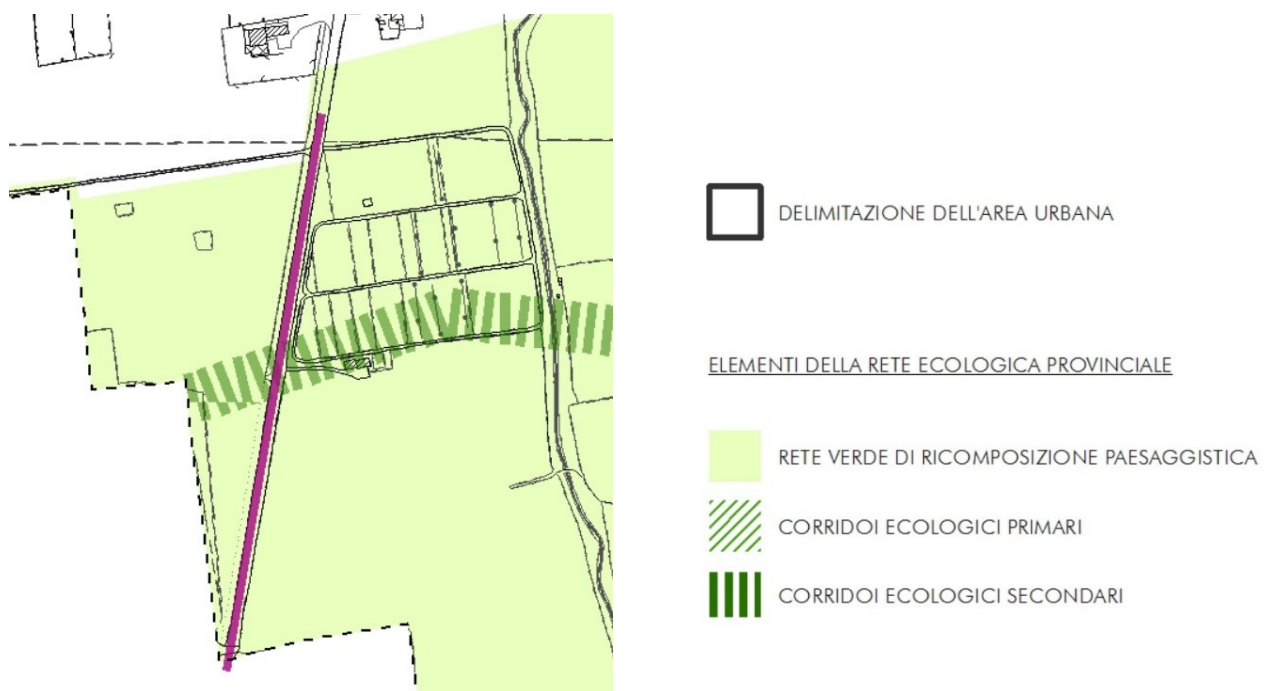 DELIMITAZIONE DELL'AREA URBANA
ELEMENTI DELLA RETE ECOLOGICA PROVINCIALE
RETE VERDE DI RICOMPOSIZIONE PAESAGGISTICA
CORRIDOI ECOLOGICI PRIMARI
CORRIDOI ECOLOGICI SECONDARI